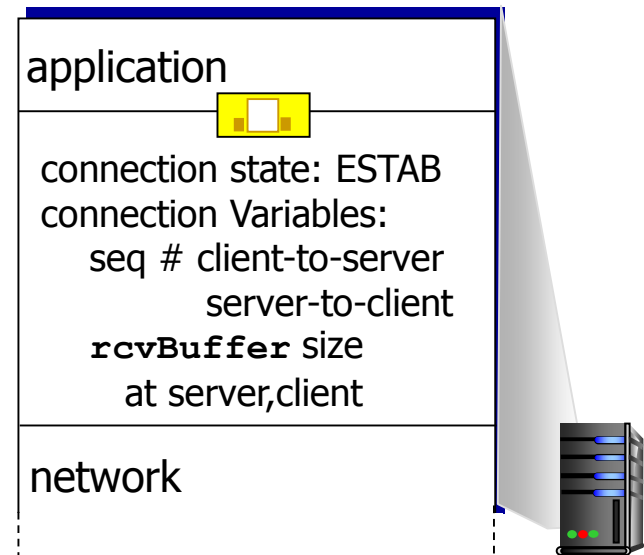 application
connection state: ESTAB
connection Variables:
seq # client-to-server
server-to-client
rcvBuffer size
at server,client
network